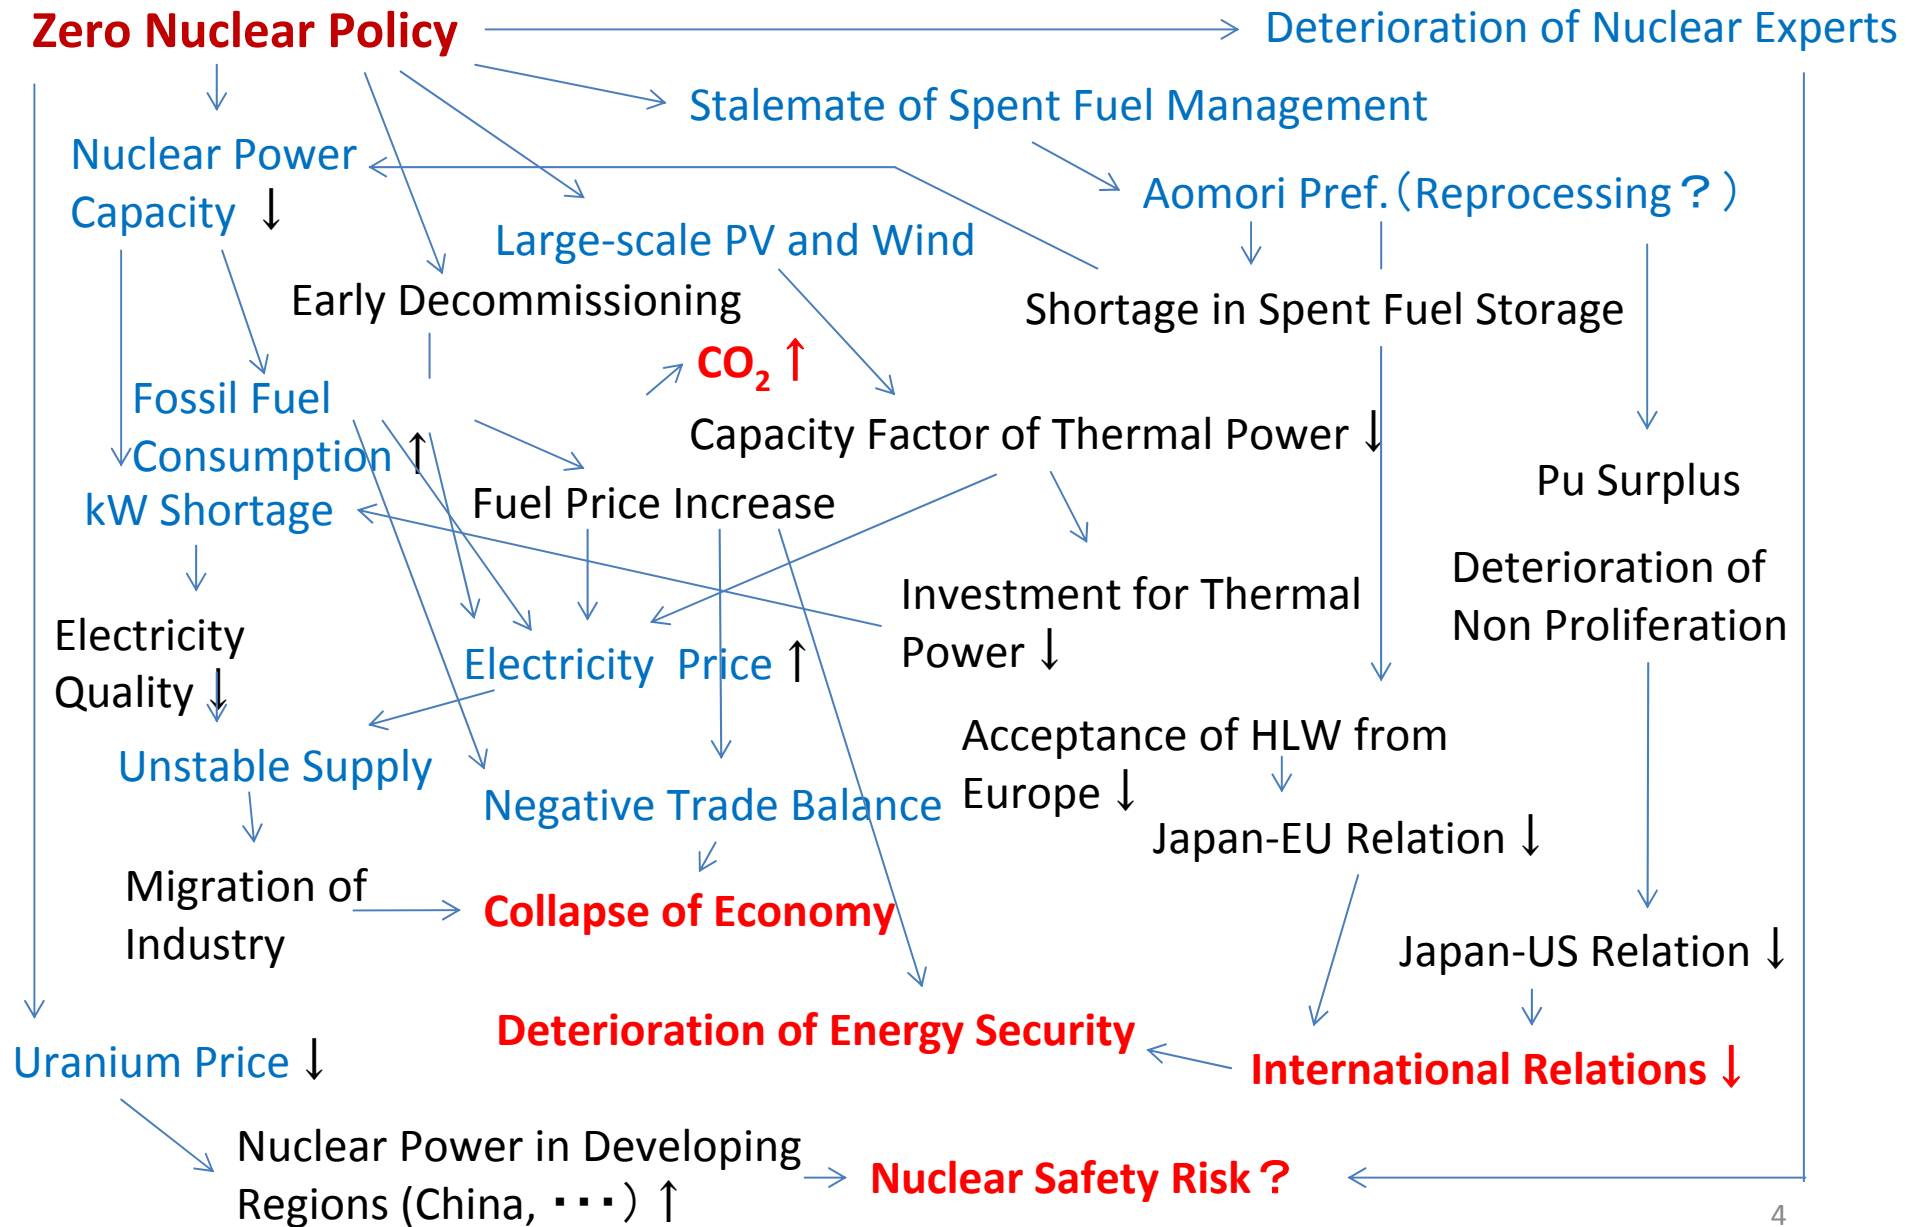 Zero Nuclear Policy
Deterioration of Nuclear Experts
Stalemate of Spent Fuel Management
Nuclear Power
Capacity ↓
Aomori Pref.（Reprocessing？）
Large-scale PV and Wind
Early Decommissioning
Shortage in Spent Fuel Storage
CO₂ ↑
Fossil Fuel
Consumption ↑
Capacity Factor of Thermal Power ↓
kW Shortage
Fuel Price Increase
Pu Surplus
Investment for Thermal
Power ↓
Deterioration of
Non Proliferation
Electricity
Quality ↓
Electricity Price ↑
Unstable Supply
Acceptance of HLW from
Europe ↓
Negative Trade Balance
Japan-EU Relation ↓
Migration of
Industry
Collapse of Economy
Japan-US Relation ↓
Deterioration of Energy Security
Uranium Price ↓
International Relations ↓
Nuclear Power in Developing
Regions (China, ･･･）↑
Nuclear Safety Risk？
4